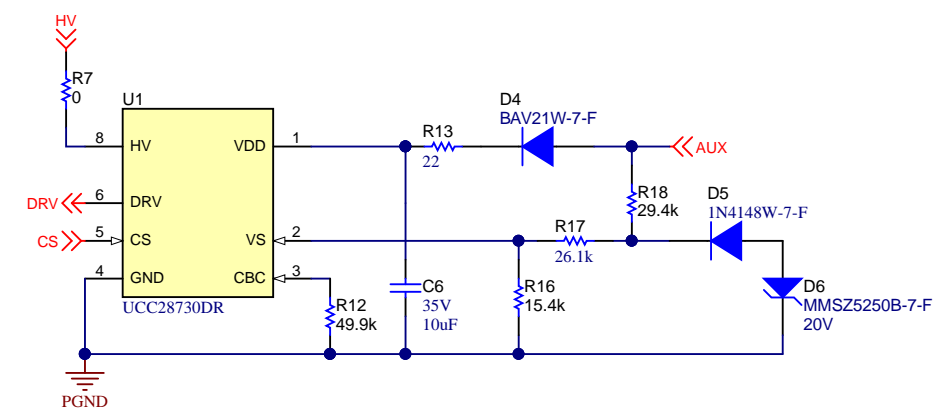 HV
R7
0
U1
8
HV
VDD
1
6
DRV
DRV
5
CS
CS
VS
2
4
GND
CBC
3
UCC28730DR
R12
49.9k
R13
22
D4
BAV21W-7-F
AUX
R18
29.4k
D5
1N4148W-7-F
R17
26.1k
C6
35V
10uF
R16
15.4k
D6
MMSZ5250B-7-F
20V
PGND